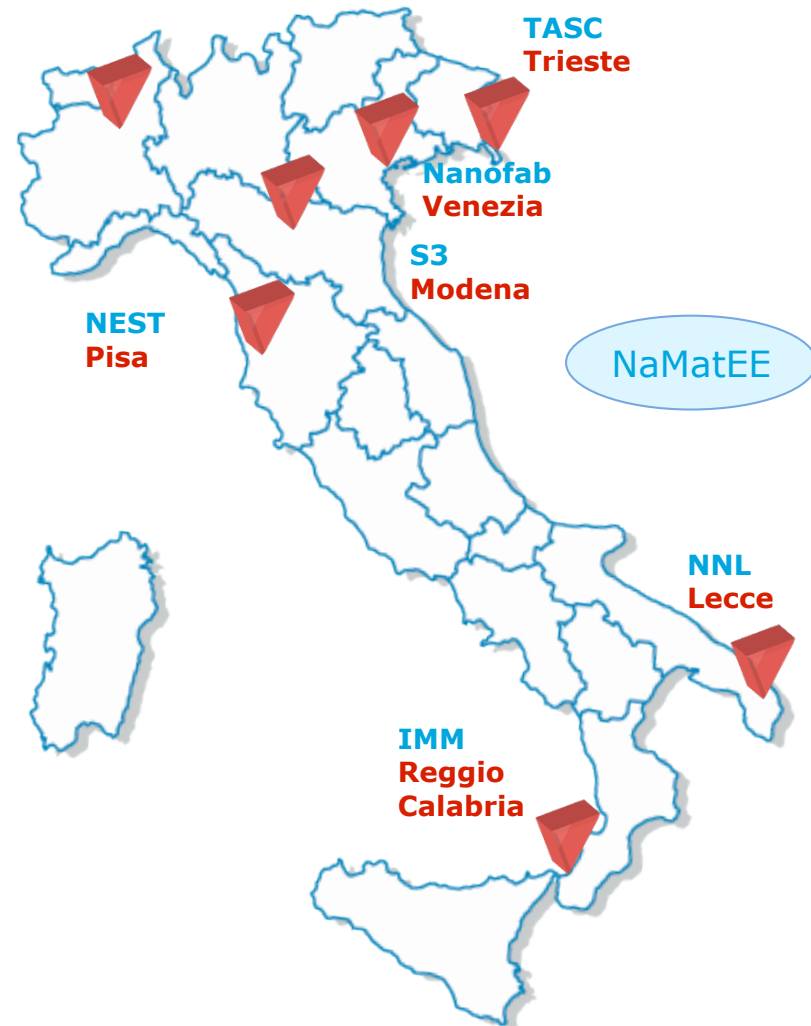 TASC
Trieste
Nanofab
Venezia
S3
Modena
NEST
Pisa
NaMatEE
NNL
Lecce
IMM
Reggio
Calabria